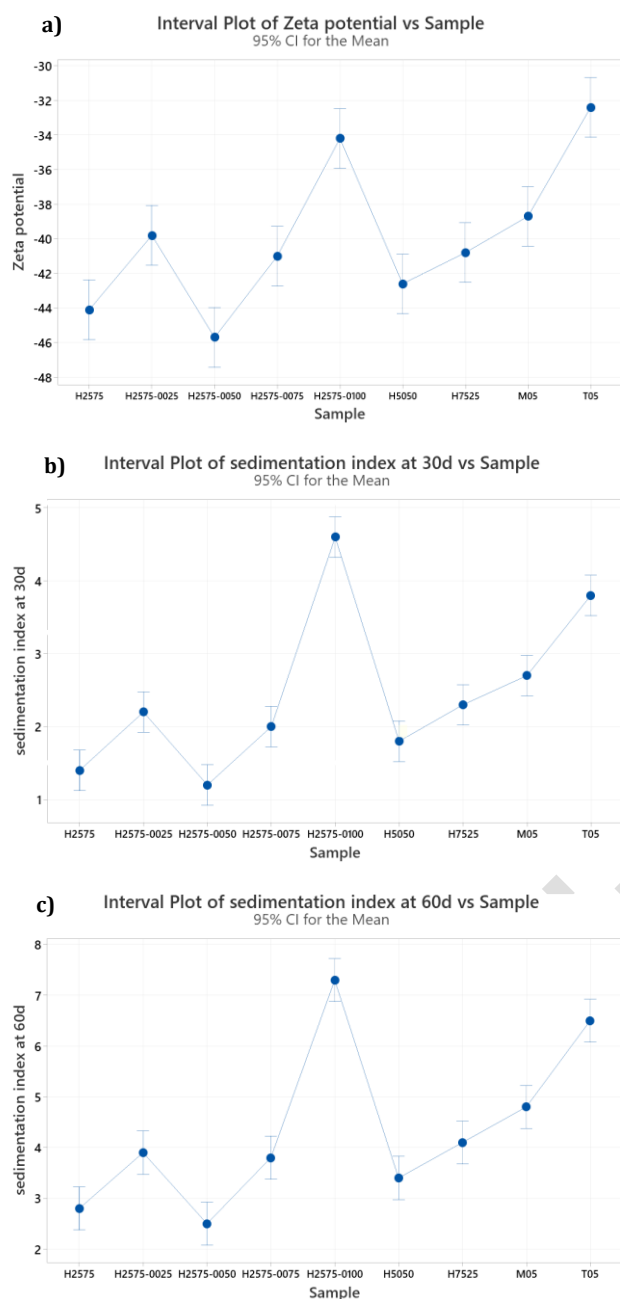 a)
Interval Plot of Zeta potential vs Sample
95% CI for the Mean
Zeta potential
-30
-32
-34
-36
-38
-40
-42
-44
-46
-48
H2575 H2575-0025 H2575-0050 H2575-0075 H2575-0100 H5050 H7525 M05 T05
Sample
b)
Interval Plot of sedimentation index at 30d vs Sample
95% CI for the Mean
sedimentation index at 30d
5
4
3
2
1
H2575 H2575-0025 H2575-0050 H2575-0075 H2575-0100 H5050 H7525 M05 T05
Sample
c)
Interval Plot of sedimentation index at 60d vs Sample
95% CI for the Mean
sedimentation index at 60d
8
7
6
5
4
3
2
H2575 H2575-0025 H2575-0050 H2575-0075 H2575-0100 H5050 H7525 M05 T05
Sample